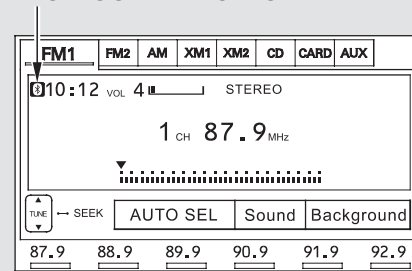 FM1 FM2 AM XM1 XM2 CD CARD AUX
10:12 VOL 4 STEREO
1 CH 87.9 MHz
TUNE ↔ SEEK AUTO SEL Sound Background
87.9 88.9 89.9 90.9 91.9 92.9